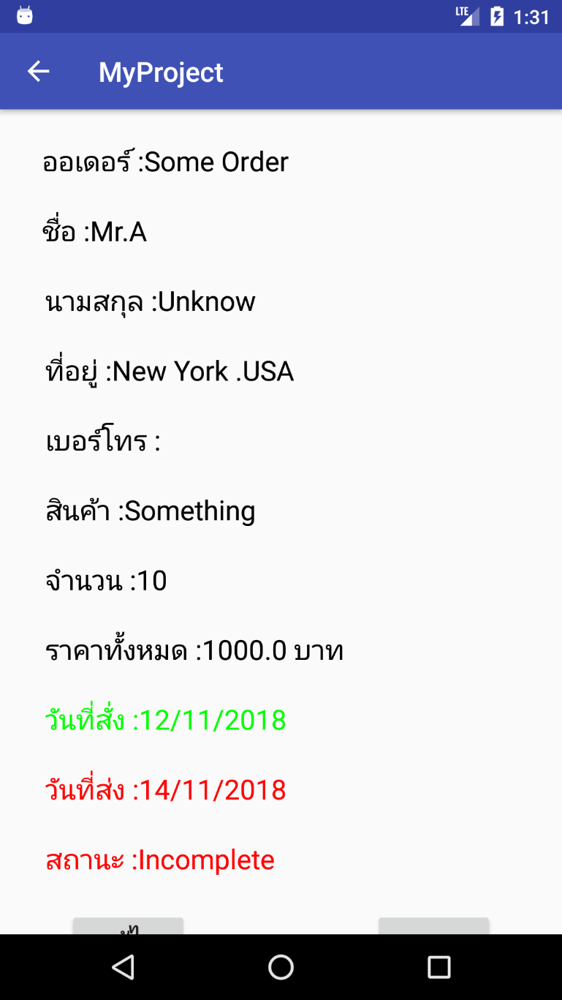 LTE 1:31
MyProject
ออเดอร์ :Some Order
ชื่อ :Mr.A
นามสกุล :Unknow
ที่อยู่ :New York .USA
เบอร์โทร :
สินค้า :Something
จำนวน :10
ราคาทั้งหมด :1000.0 บาท
วันที่สั่ง :12/11/2018
วันที่ส่ง :14/11/2018
สถานะ :Incomplete